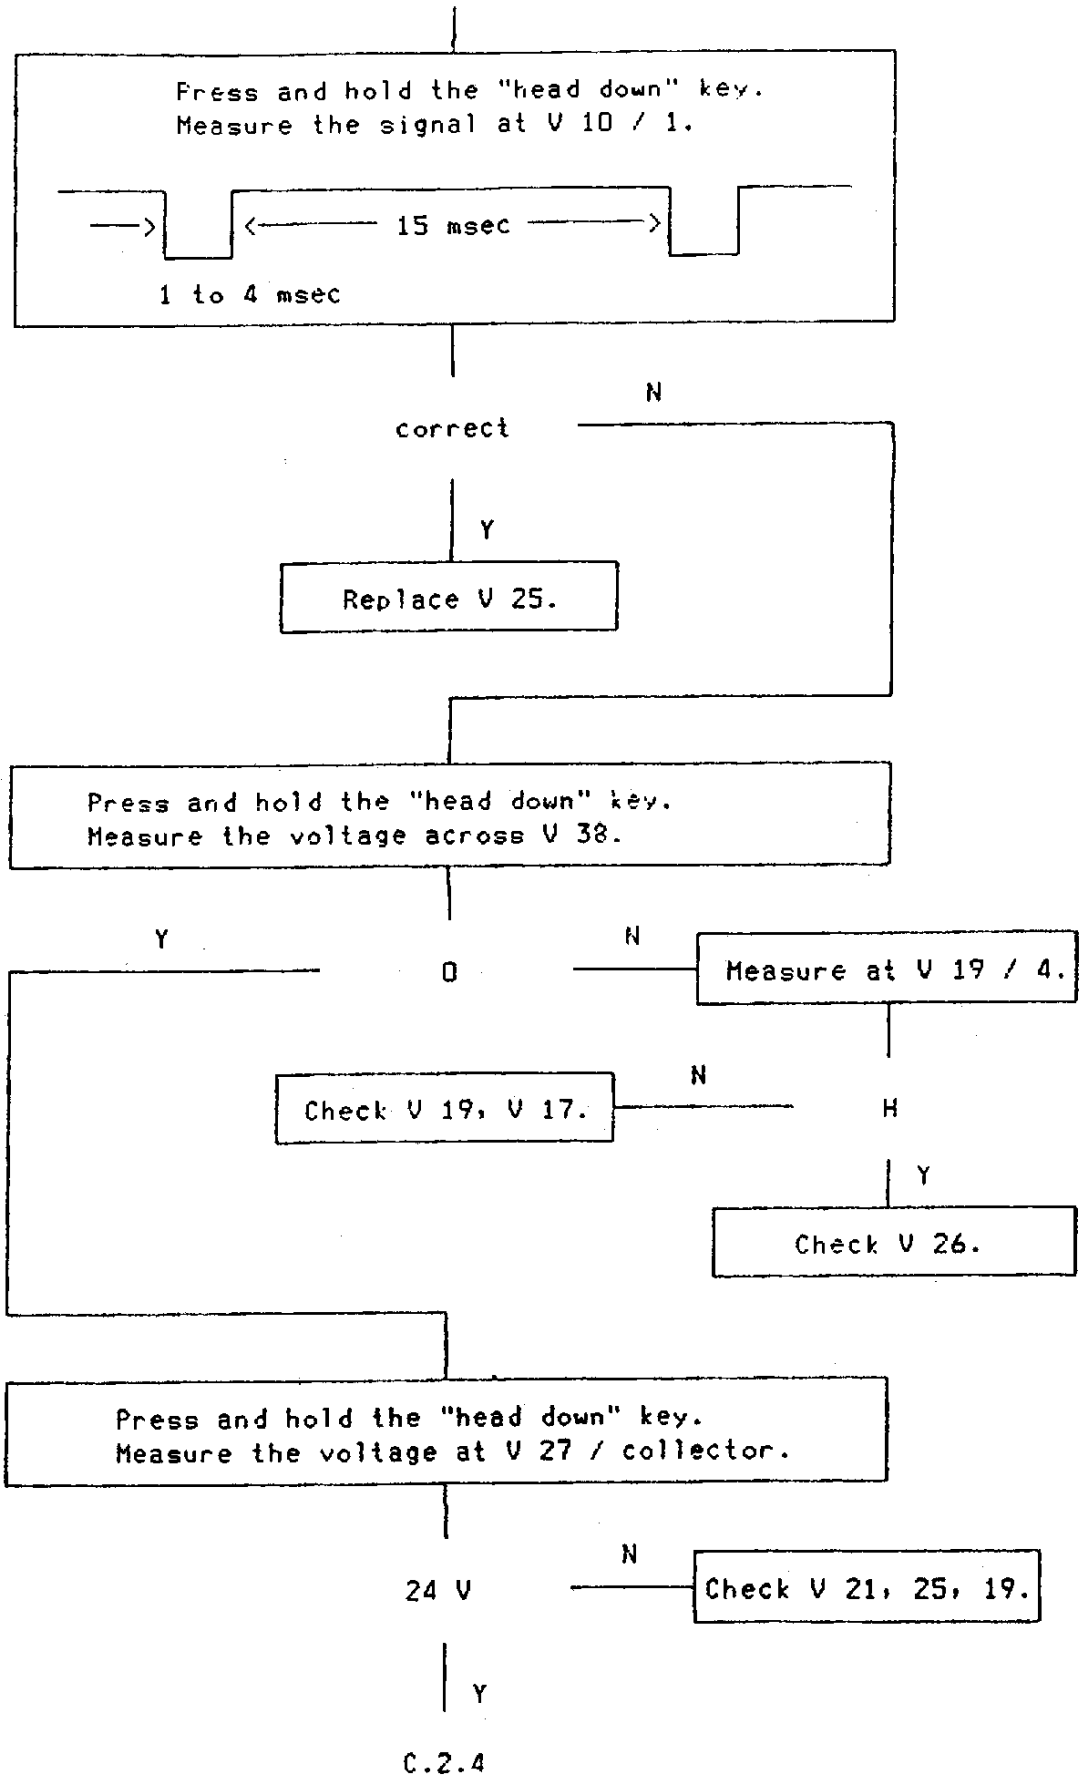 Press and hold the "head down" key.
Measure the signal at V 10 / 1.
15 msec
1 to 4 msec
N
correct
Y
Replace V 25.
Press and hold the "head down" key.
Measure the voltage across V 38.
Y
N
0
Measure at V 19 / 4.
N
Check V 19, V 17.
H
Y
Check V 26.
Press and hold the "head down" key.
Measure the voltage at V 27 / collector.
N
24 V
Check V 21, 25, 19.
Y
C.2.4